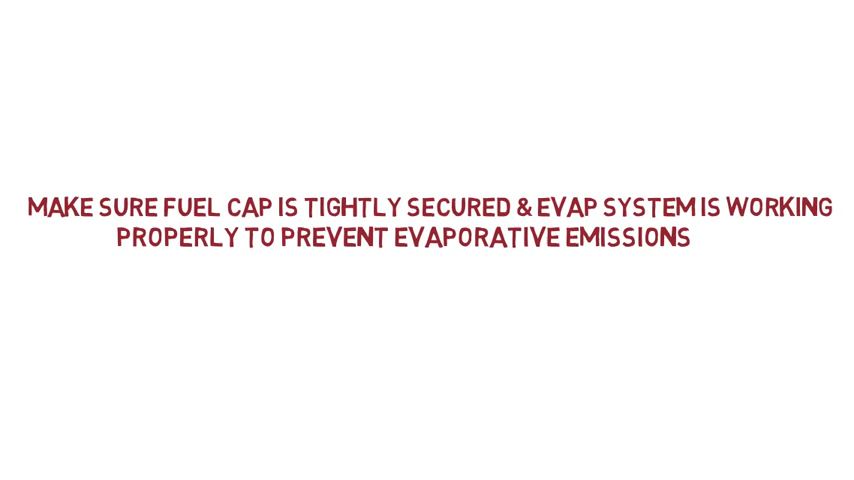 MAKE SURE FUEL CAP IS TIGHTLY SECURED & EVAP SYSTEM IS WORKING
PROPERLY TO PREVENT EVAPORATIVE EMISSIONS